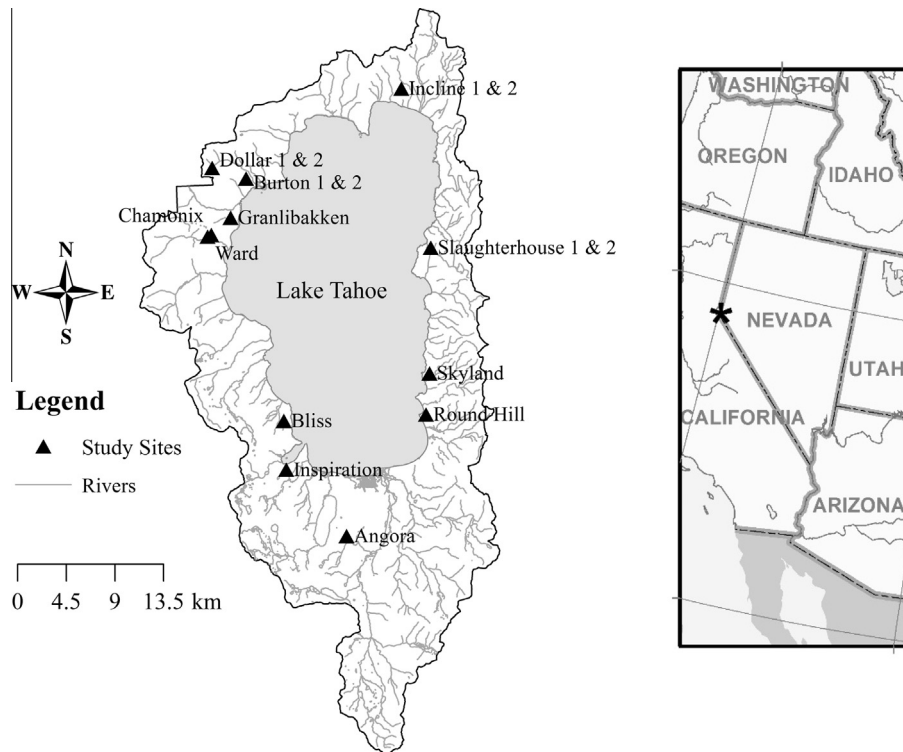 Incline 1 & 2
Dollar 1 & 2
Burton 1 & 2
Chamonix
Granlibakken
Ward
Slaughterhouse 1 & 2
Lake Tahoe
Skyland
Round Hill
Bliss
Inspiration
Angora
N
W E
S
Legend
Study Sites
Rivers
0 4.5 9 13.5 km
WASHINGTON
OREGON
IDAHO
NEVADA
UTAH
CALIFORNIA
ARIZONA